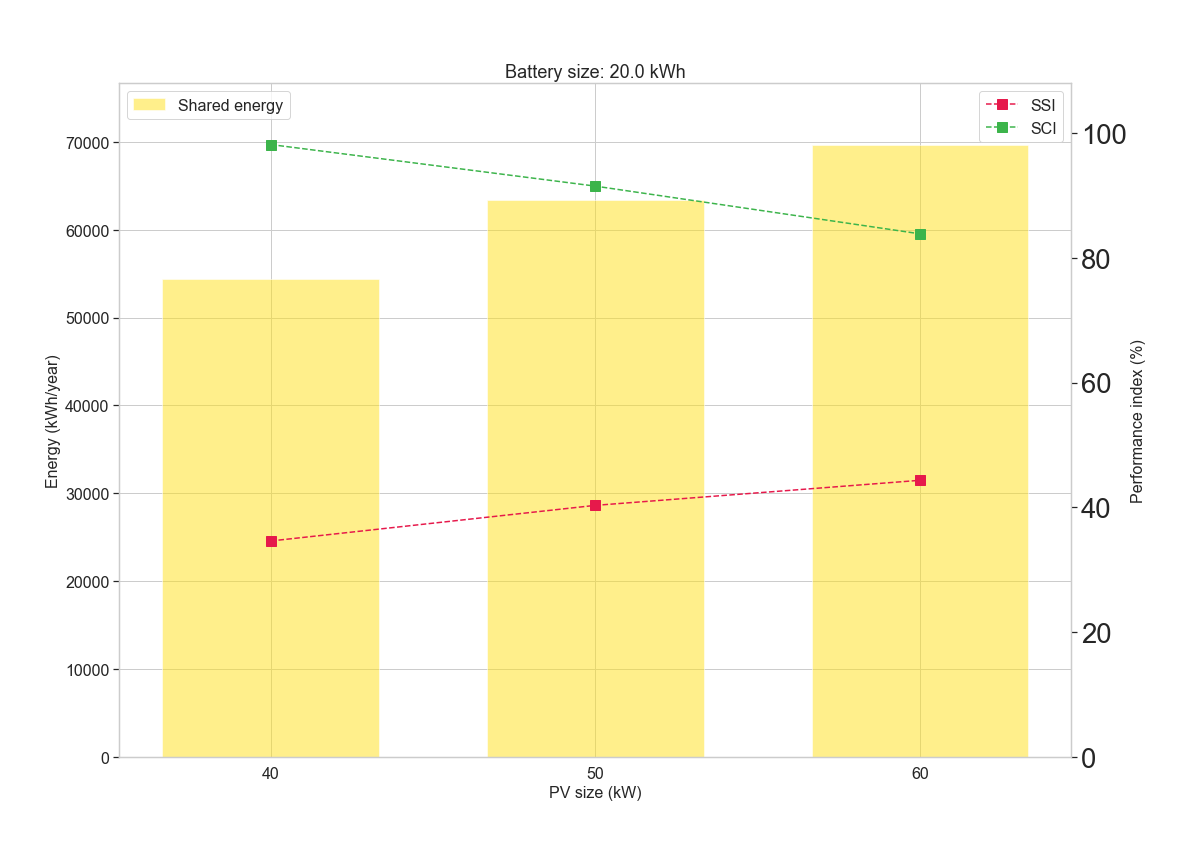 Battery size: 20.0 kWh
Shared energy
SSI
SCI
70000
60000
50000
40000
30000
20000
10000
0
Energy (kWh/year)
100
80
60
40
20
0
Performance index (%)
40
50
60
PV size (kW)